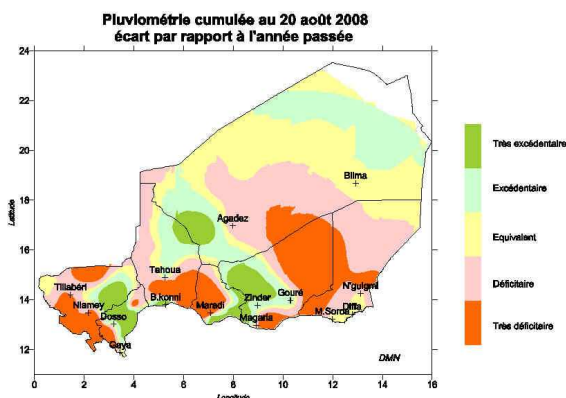 Pluviométrie cumulée au 20 août 2008
écart par rapport à l'année passée
24
22
20
18
16
14
12
Latitude
0
2
4
6
8
10
12
14
16
Longitude
Bilma
Agadez
Tahoua
Tillabéri
Niamey
Dosso
Gaya
B.konni
Maradi
Zinder
Gouré
Magaria
N'guigmi
M.Soroa
Diffa
DMN
Très excédentaire
Excédentaire
Equivalent
Déficitaire
Très déficitaire